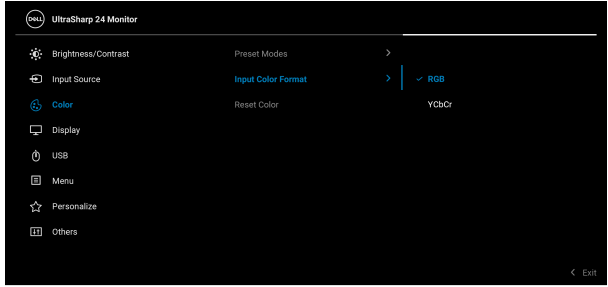 DELL UltraSharp 24 Monitor
Brightness/Contrast Preset Modes
Input Source Input Color Format RGB
Color Reset Color YCbCr
Display
USB
Menu
Personalize
Others
Exit